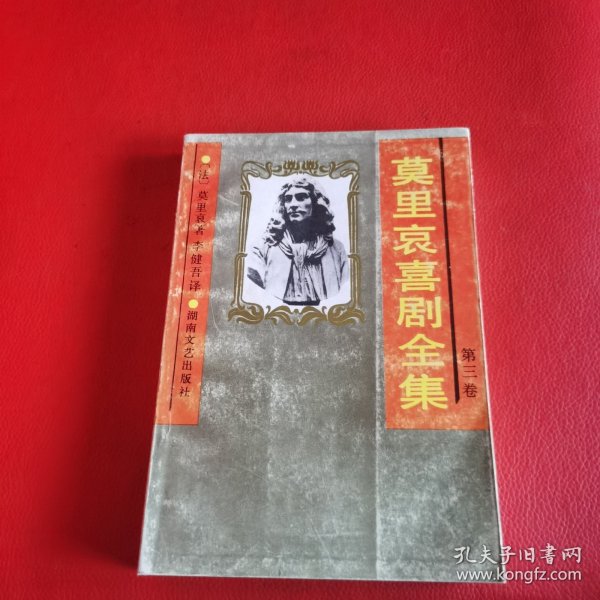 莫里哀喜剧全集
第三卷
〔法〕莫里哀著
李健吾译
湖南文艺出版社
孔夫子旧书网
www.kongfz.com